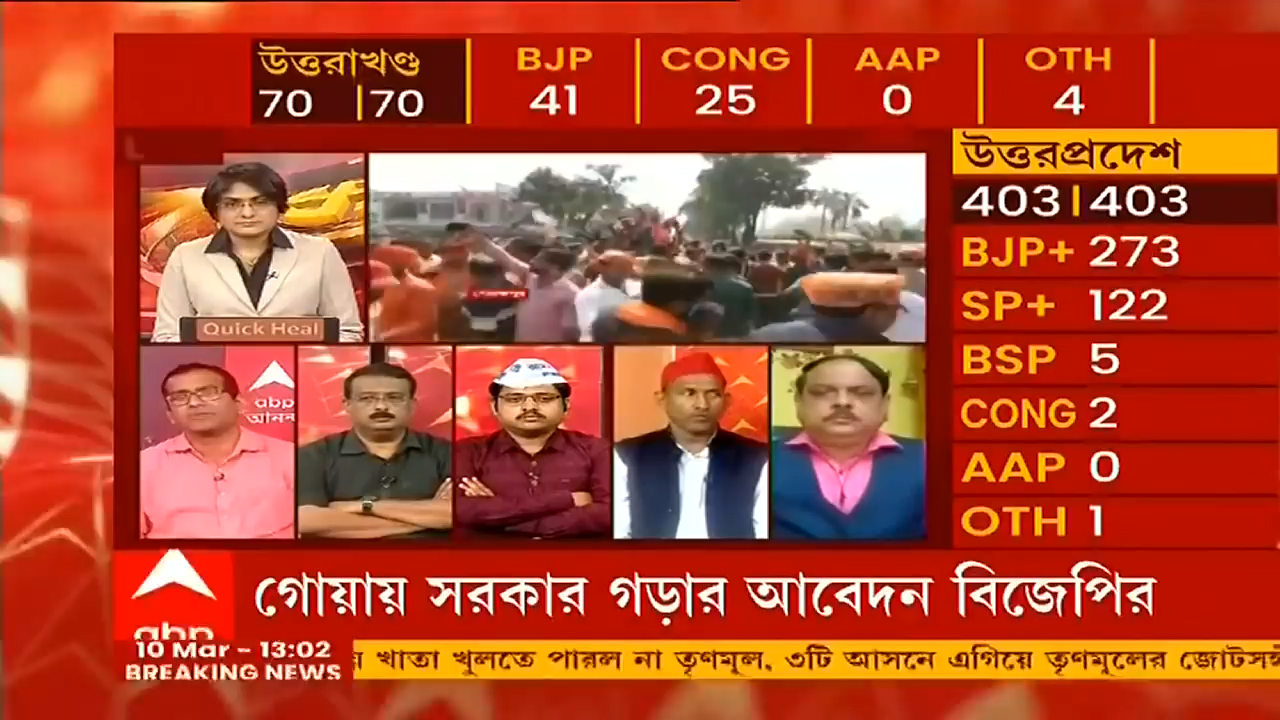 উত্তরাখণ্ড BJP CONG AAP OTH
70 | 70 41 25 0 4
উত্তরপ্রদেশ
403 | 403
BJP+ 273
SP+ 122
BSP 5
CONG 2
AAP 0
OTH 1
Quick Heal
abp
আনন্দ
গোয়ায় সরকার গড়ার আবেদন বিজেপির
abp
10 Mar - 13:02
BREAKING NEWS
খাতা খুলতে পারল না তৃণমূল, ৩টি আসনে এগিয়ে তৃণমূলের জোটসঙ্গী